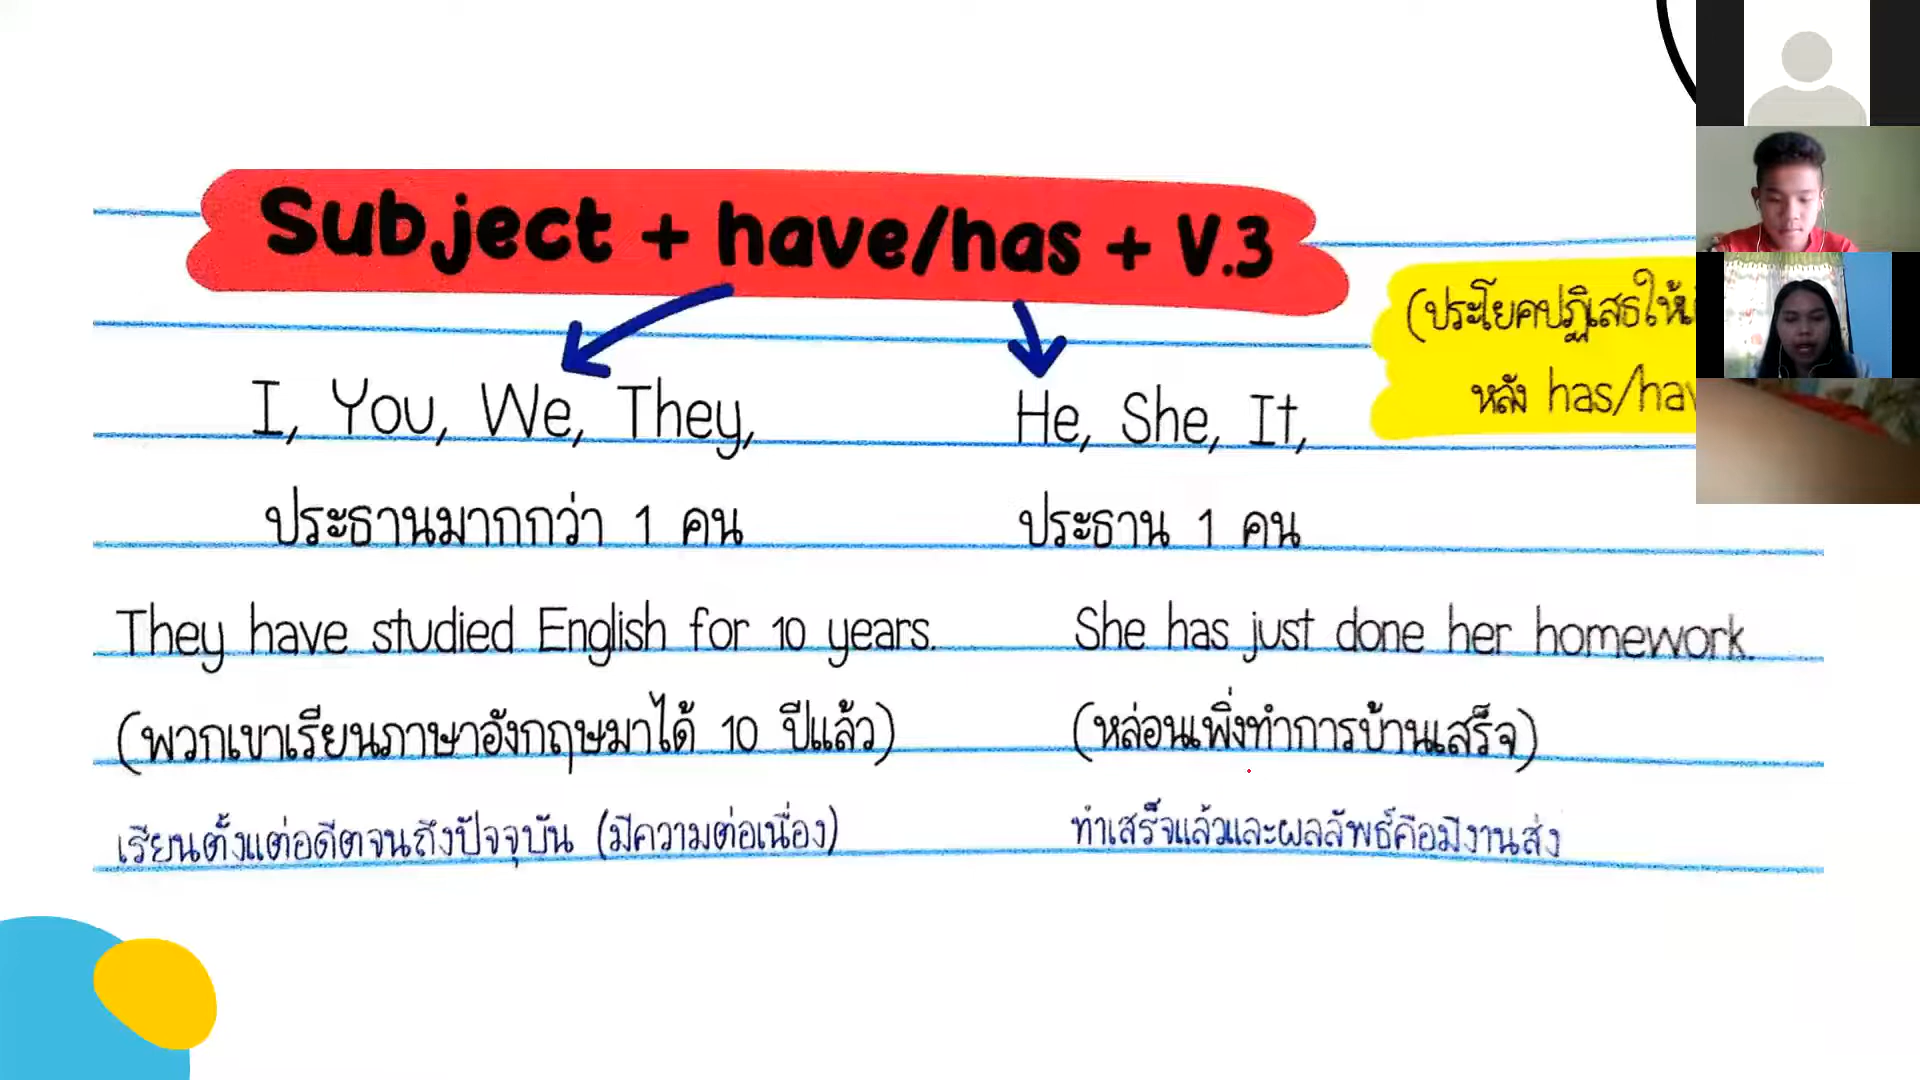 Subject + have/has + V.3
(ประโยคปฏิเสธให้
หลัง has/hav
I, You, We, They,
He, She, It,
ประธานมากกว่า 1 คน
ประธาน 1 คน
They have studied English for 10 years.
She has just done her homework.
(พวกเขาเรียนภาษาอังกฤษมาได้ 10 ปีแล้ว)
(หล่อนเพิ่งทำการบ้านเสร็จ)
เรียนตั้งแต่อดีตจนถึงปัจจุบัน (มีความต่อเนื่อง)
ทำเสร็จแล้วและผลลัพธ์คือมีงานส่ง